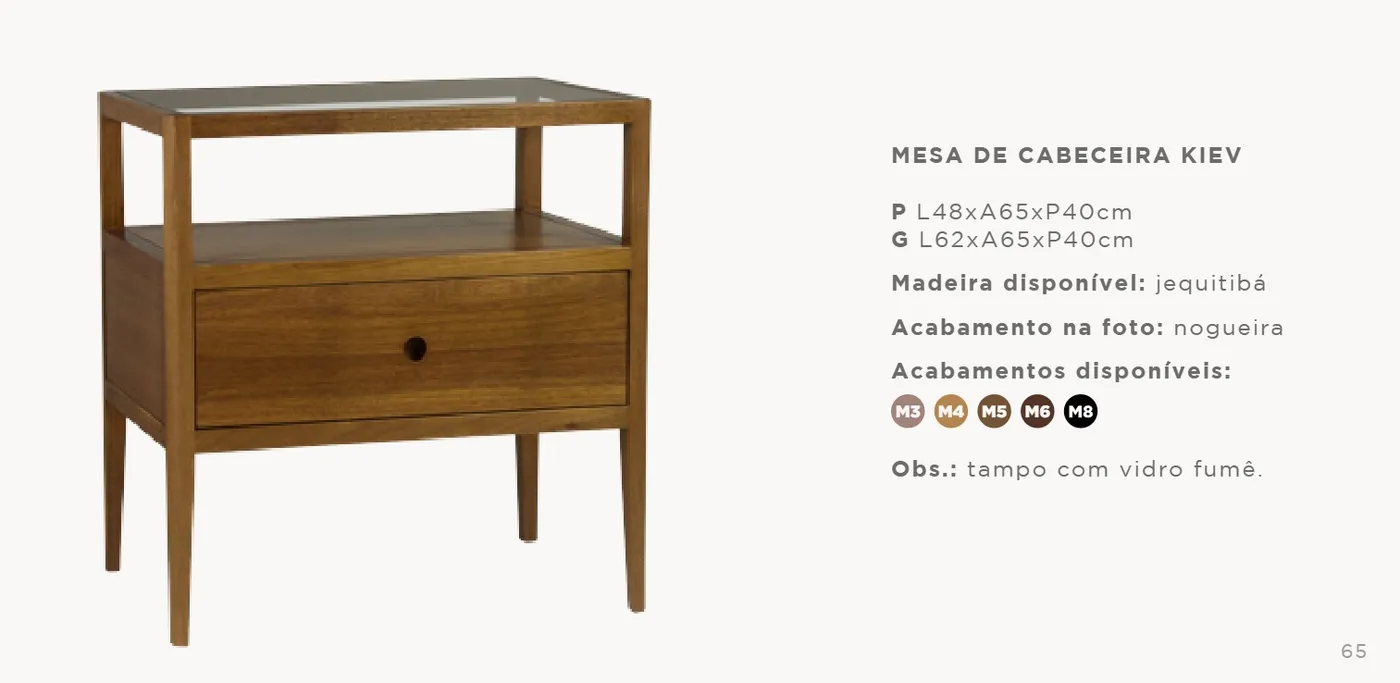 MESA DE CABECEIRA KIEV
P L48xA65xP40cm
G L62xA65xP40cm
Madeira disponível: jequitibá
Acabamento na foto: nogueira
Acabamentos disponíveis:
M3 M4 M5 M6 M8
Obs.: tampo com vidro fumê.
65